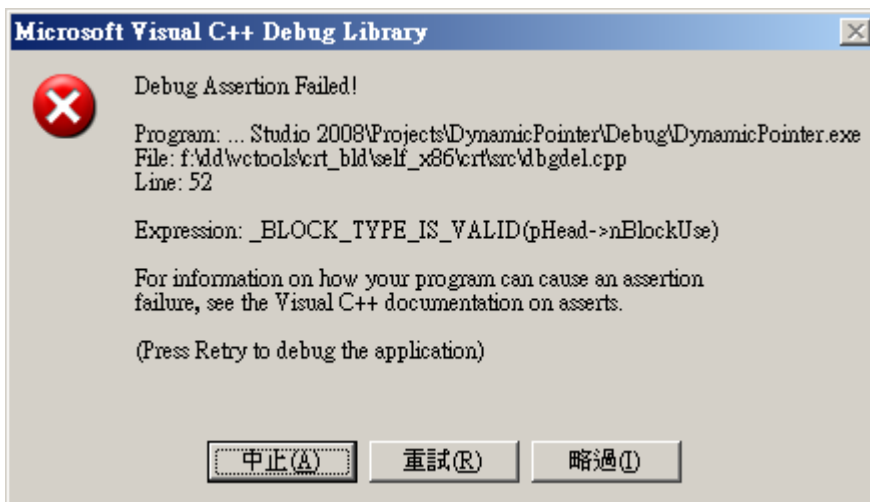 Microsoft Visual C++ Debug Library
Debug Assertion Failed!
Program: ... Studio 2008\Projects\DynamicPointer\Debug\DynamicPointer.exe
File: f:\dd\vctools\crt_bld\self_x86\crt\src\dbgdel.cpp
Line: 52
Expression: _BLOCK_TYPE_IS_VALID(pHead->nBlockUse)
For information on how your program can cause an assertion
failure, see the Visual C++ documentation on asserts.
(Press Retry to debug the application)
中止(A) 重試(R) 略過(I)